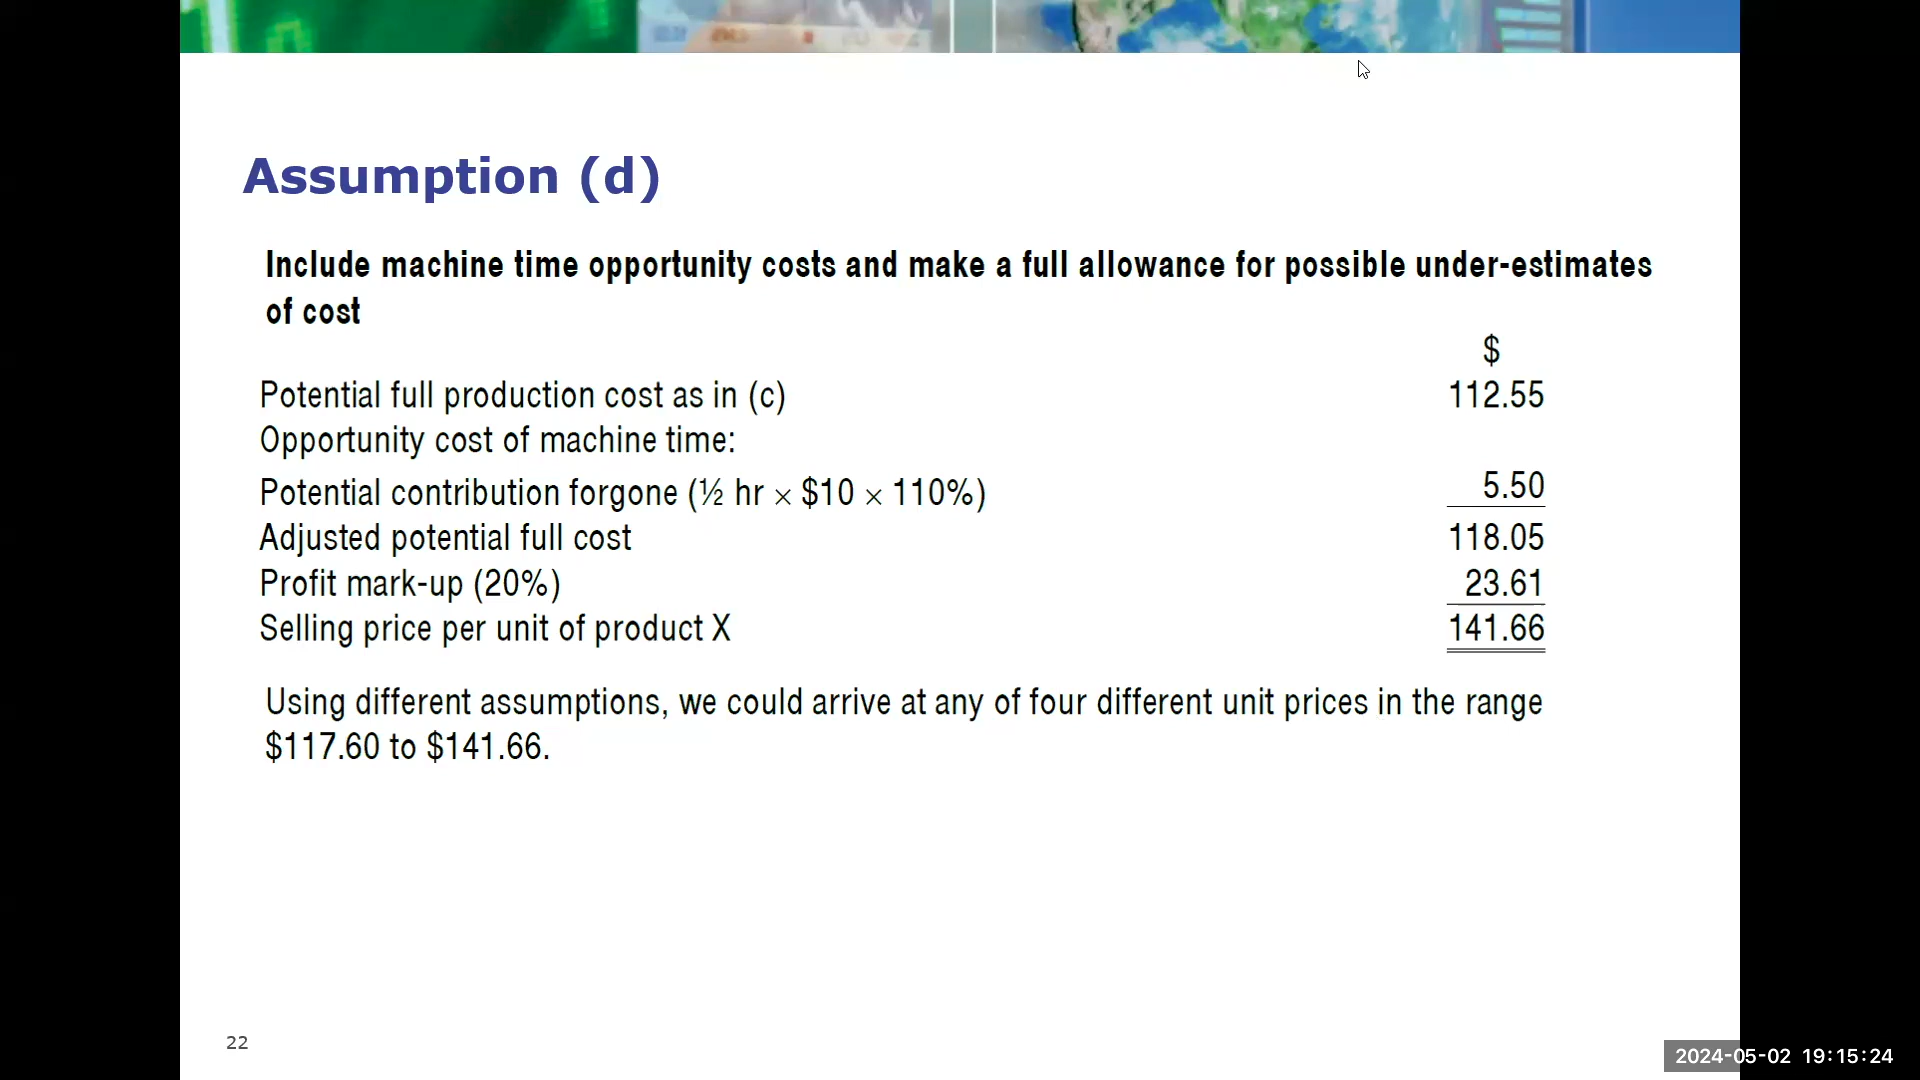 Assumption (d)
Include machine time opportunity costs and make a full allowance for possible under-estimates
of cost
$
Potential full production cost as in (c) 112.55
Opportunity cost of machine time:
Potential contribution forgone (½ hr × $10 × 110%) 5.50
Adjusted potential full cost 118.05
Profit mark-up (20%) 23.61
Selling price per unit of product X 141.66
Using different assumptions, we could arrive at any of four different unit prices in the range
$117.60 to $141.66.
22
2024-05-02 19:15:24